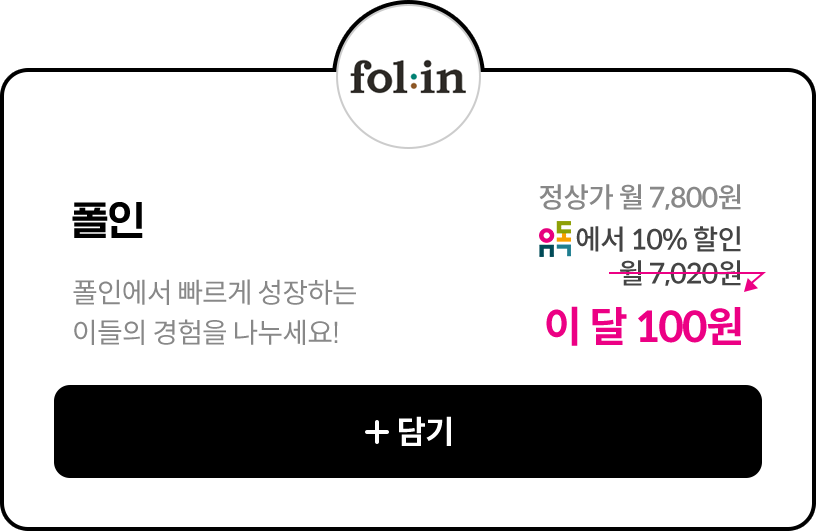 fol:in
폴인
폴인에서 빠르게 성장하는
이들의 경험을 나누세요!
정상가 월 7,800원
유독에서 10% 할인
월 7,020원
이 달 100원
+ 담기